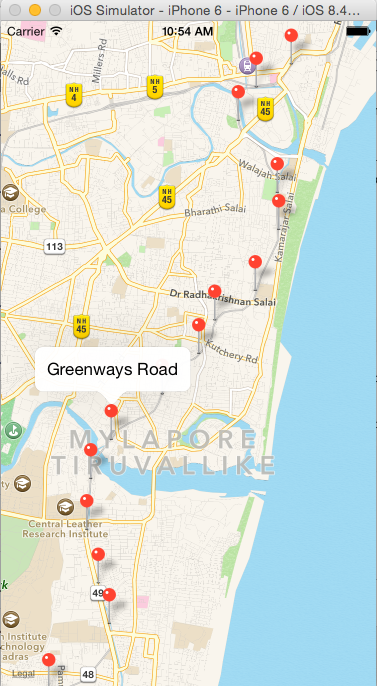 iOS Simulator - iPhone 6 - iPhone 6 / iOS 8.4...
Carrier 10:54 AM
Millers Rd
alls Rd
NH 4
NH 5
NH 45
Walajah Salai
a College
NH 45
Bharathi Salai
Kamarajar Salai
113
Dr Radhakrishnan Salai
NH 45
Kutchery Rd
Greenways Road
MYLAPORE
TIRUVALLIKE
ty
Central Leather
Research Institute
k
49
n Institute
chnology
adras
Legal
48